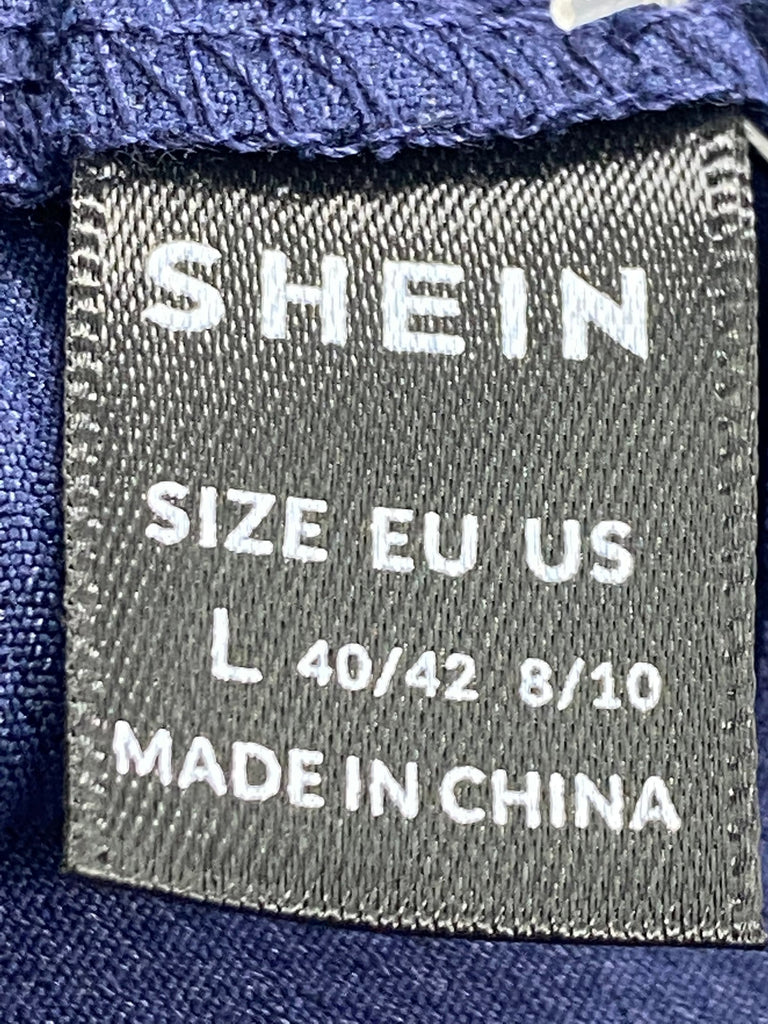 SHEIN
SIZE EU US
L 40/42 8/10
MADE IN CHINA